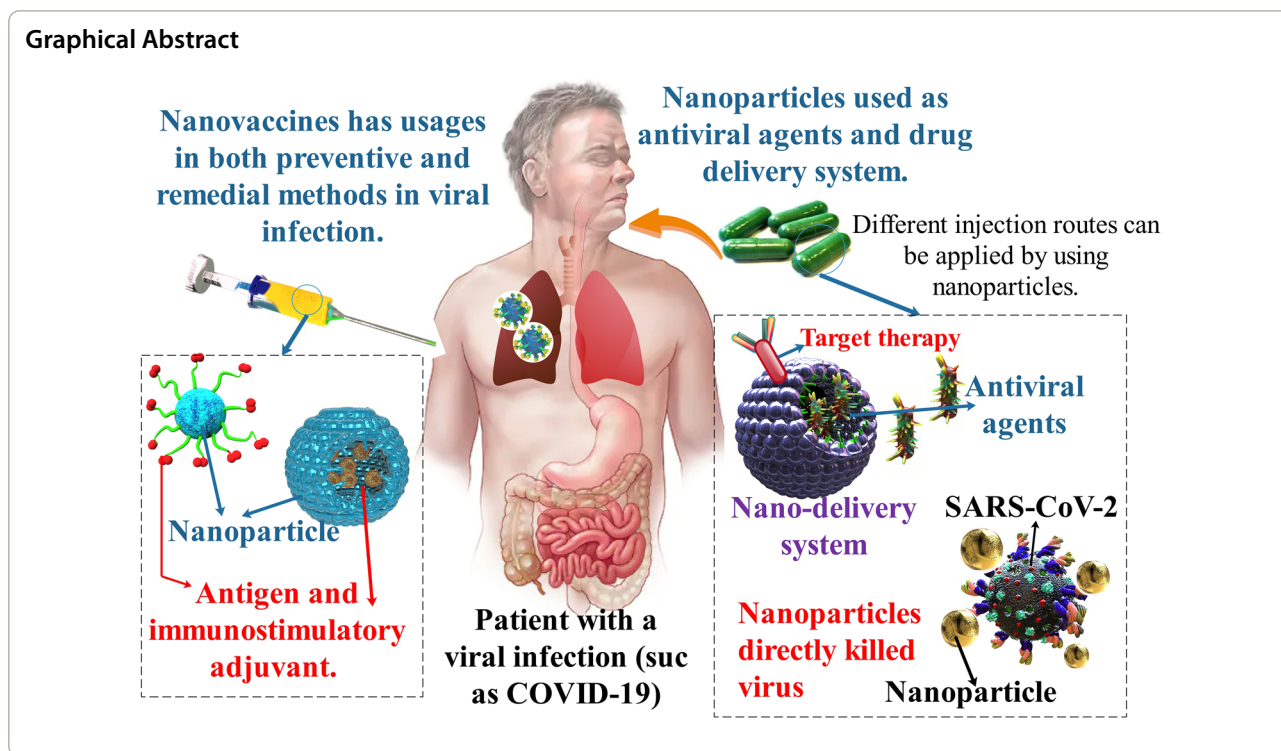 Graphical Abstract
Nanovaccines has usages
in both preventive and
remedial methods in viral
infection.
Nanoparticles used as
antiviral agents and drug
delivery system.
Different injection routes can
be applied by using
nanoparticles.
Nanoparticle
Antigen and
immunostimulatory
adjuvant.
Patient with a
viral infection (suc
as COVID-19)
Target therapy
Antiviral
agents
Nano-delivery
system
SARS-CoV-2
Nanoparticles
directly killed
virus
Nanoparticle